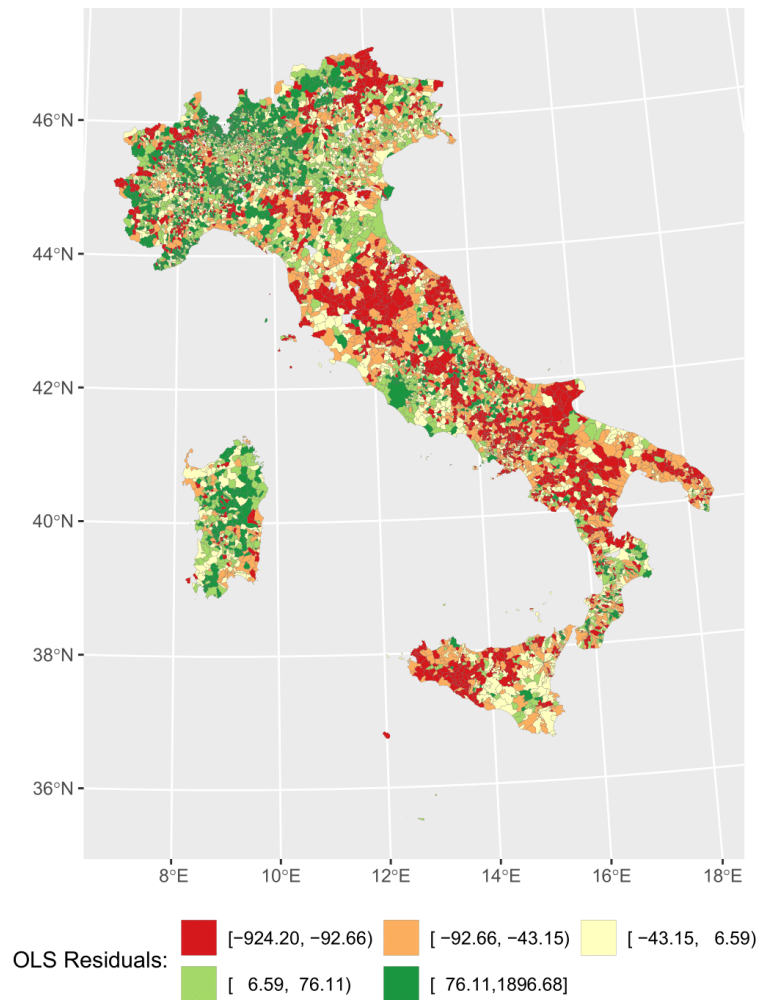 46°N
44°N
42°N
40°N
38°N
36°N
8°E 10°E 12°E 14°E 16°E 18°E
OLS Residuals:
[−924.20, −92.66) [ −92.66, −43.15) [ −43.15, 6.59)
[ 6.59, 76.11) [ 76.11,1896.68]